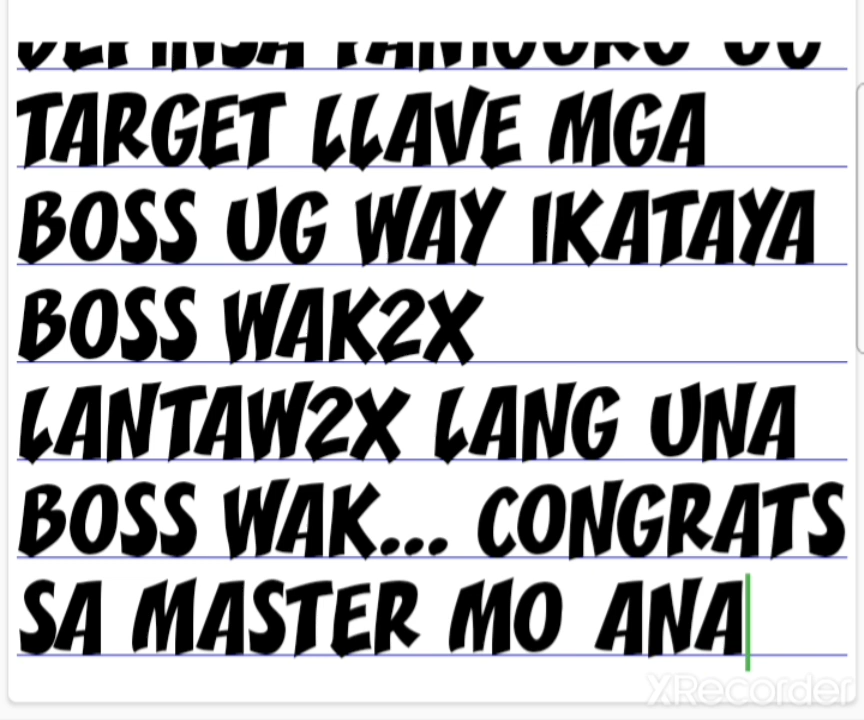 TARGET LLAVE MGA
BOSS UG WAY IKATAYA
BOSS WAK2X
LANTAW2X LANG UNA
BOSS WAK... CONGRATS
SA MASTER MO ANA
XRecorder